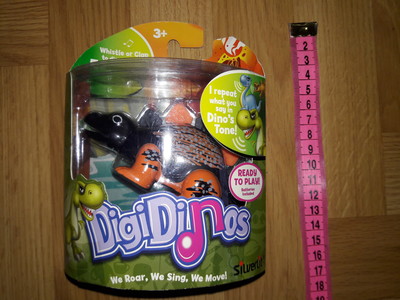 3+
Whistle or Clap
I repeat
what you
say in
Dino's
Tone!
READY
TO PLAY!
Batteries
included
DigiDinos
We Roar, We Sing, We Move!
Silverlit
2
3
4
5
6
7
8
9
10
11
12
13
14
15
16
17
18